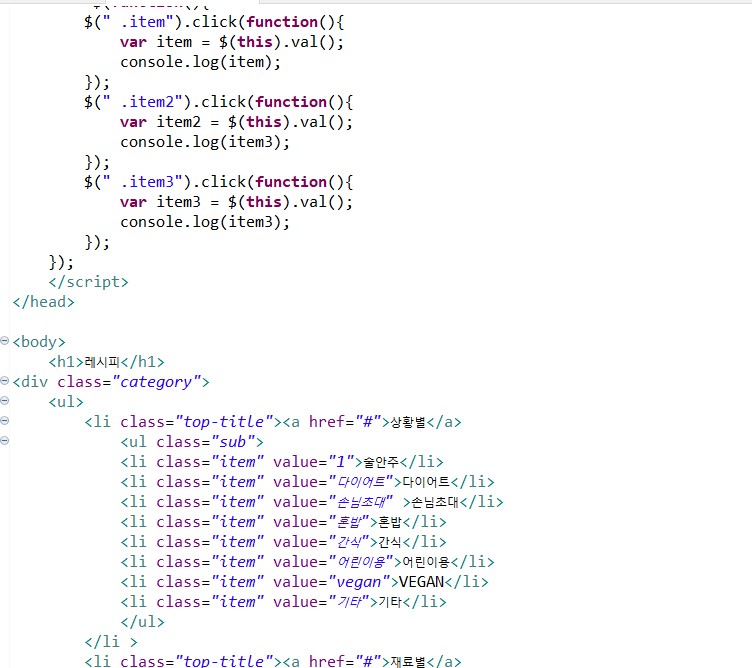 $(function(){
$(" .item").click(function(){
var item = $(this).val();
console.log(item);
});
$(" .item2").click(function(){
var item2 = $(this).val();
console.log(item3);
});
$(" .item3").click(function(){
var item3 = $(this).val();
console.log(item3);
});
});
</script>
</head>
<body>
<h1>레시피</h1>
<div class="category">
<ul>
<li class="top-title"><a href="#">상황별</a>
<ul class="sub">
<li class="item" value="1">술안주</li>
<li class="item" value="다이어트">다이어트</li>
<li class="item" value="손님초대" >손님초대</li>
<li class="item" value="혼밥">혼밥</li>
<li class="item" value="간식">간식</li>
<li class="item" value="어린이용">어린이용</li>
<li class="item" value="vegan">VEGAN</li>
<li class="item" value="기타">기타</li>
</ul>
</li >
<li class="top-title"><a href="#">재료별</a>